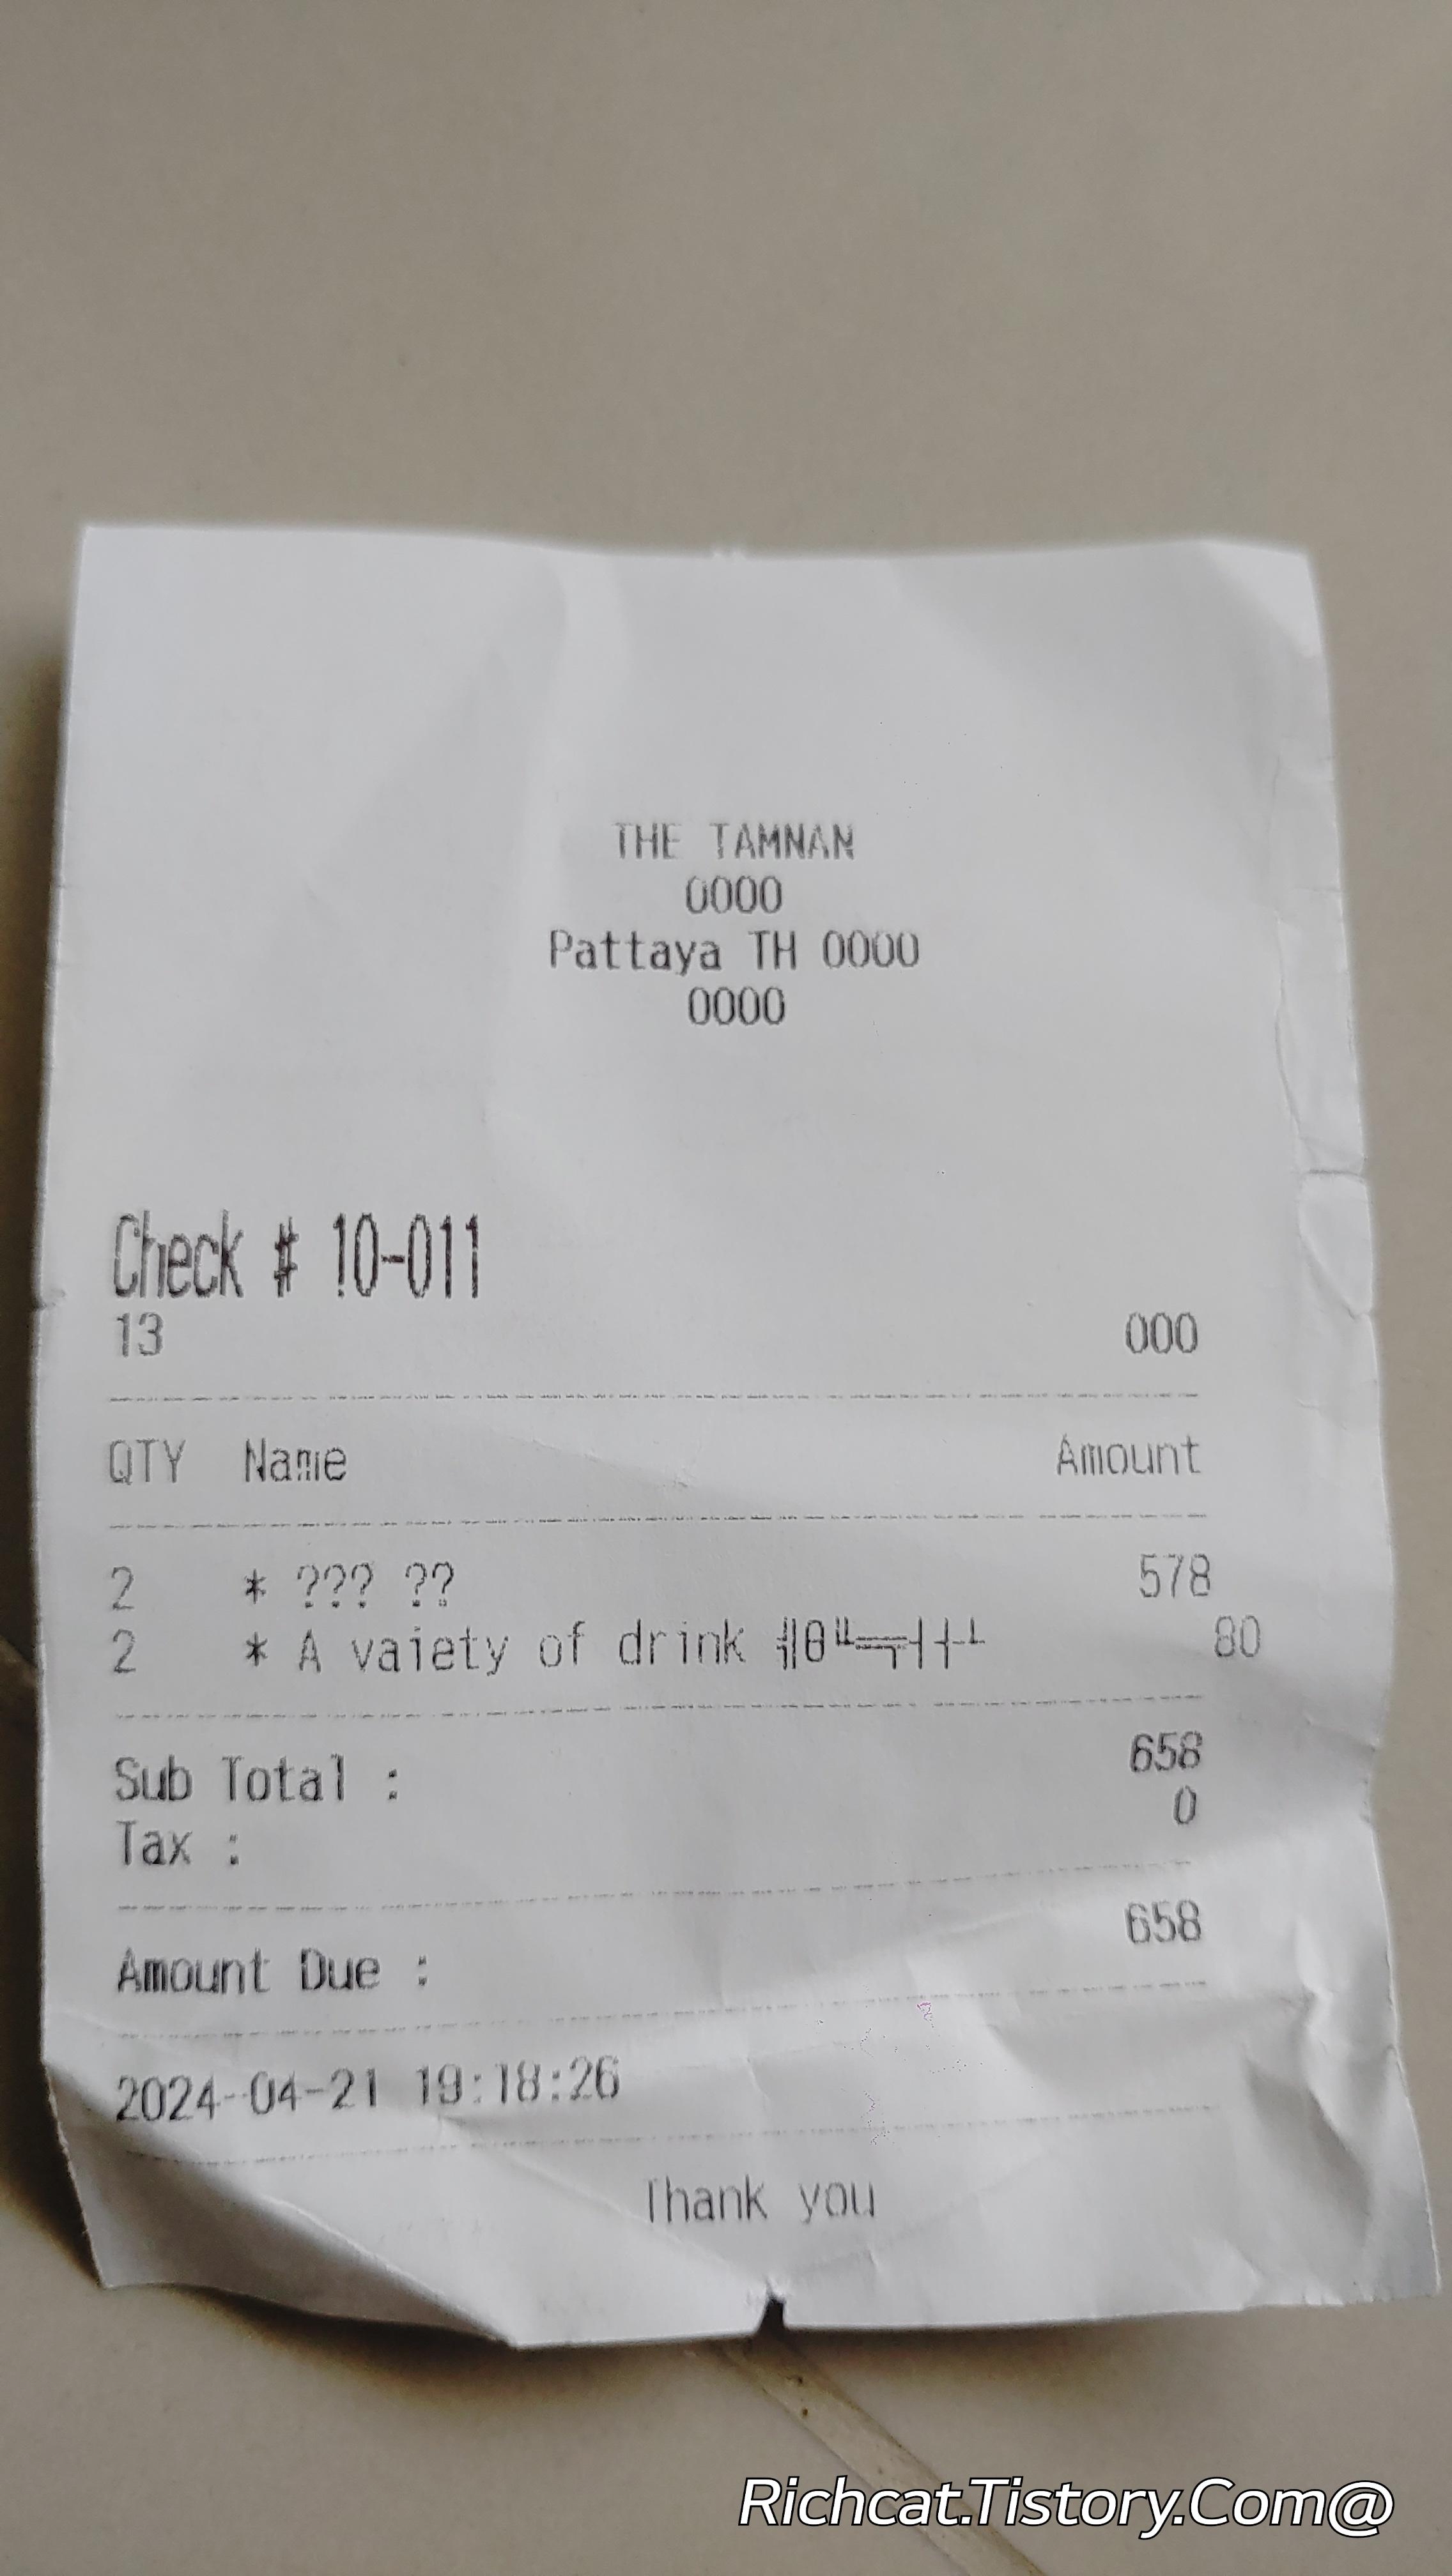 THE TAMNAN
0000
Pattaya TH 0000
0000
Check # 10-011
13 000
QTY Name Amount
2 * ??? ?? 578
2 * A vaiety of drink 80
Sub Total : 658
Tax : 0
Amount Due : 658
2024-04-21 19:18:26
Thank you
Richcat.Tistory.Com@